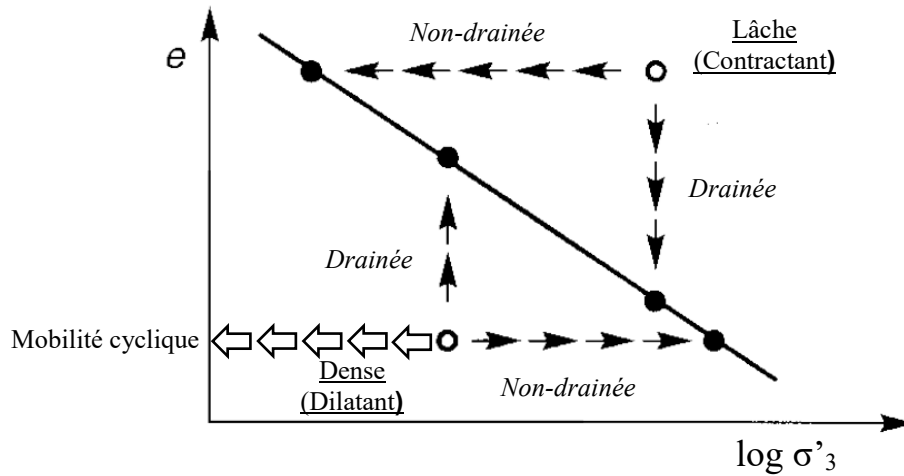 e
Non-drainée
Lâche
(Contractant)
Drainée
Drainée
Mobilité cyclique
Dense
(Dilatant)
Non-drainée
log σ’3